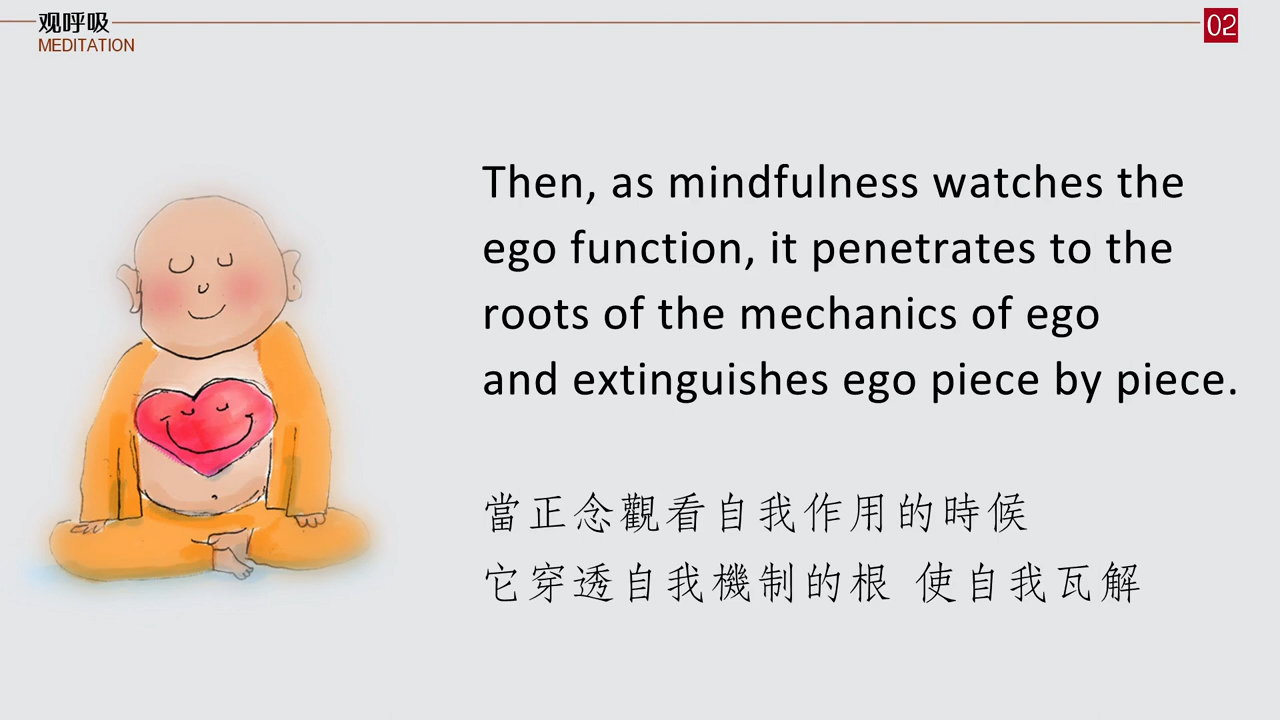 观呼吸
MEDITATION
02
Then, as mindfulness watches the
ego function, it penetrates to the
roots of the mechanics of ego
and extinguishes ego piece by piece.
當正念觀看自我作用的時候
它穿透自我機制的根 使自我瓦解